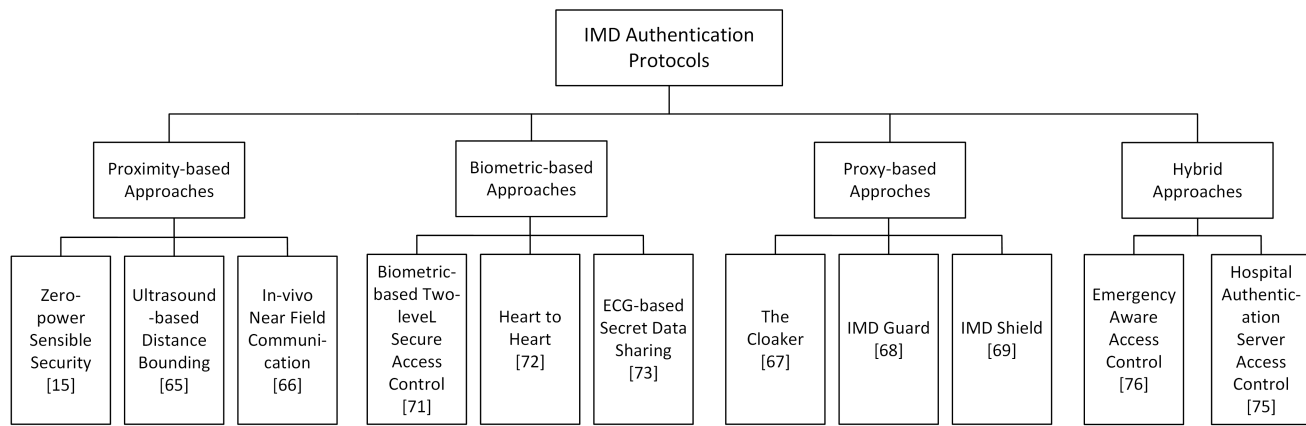 IMD Authentication
Protocols
Proximity-based
Approaches
Biometric-based
Approaches
Proxy-based
Approches
Hybrid
Approaches
Zero-
power
Sensible
Security
[15]
Ultrasound
-based
Distance
Bounding
[65]
In-vivo
Near Field
Communi-
cation
[66]
Biometric-
based Two-
leveL
Secure
Access
Control
[71]
Heart to
Heart
[72]
ECG-based
Secret Data
Sharing
[73]
The
Cloaker
[67]
IMD Guard
[68]
IMD Shield
[69]
Emergency
Aware
Access
Control
[76]
Hospital
Authentic-
ation
Server
Access
Control
[75]